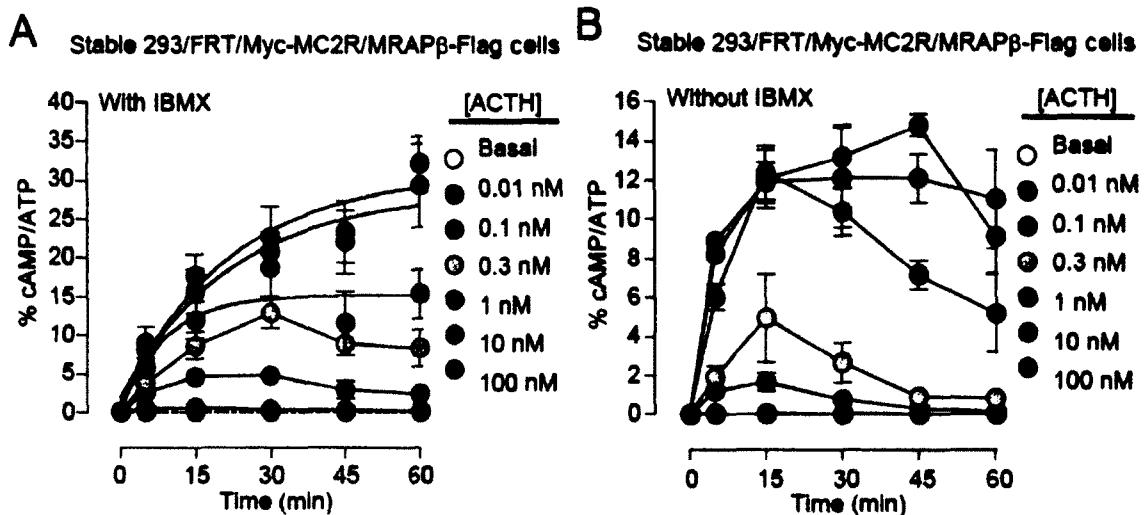 A
Stable 293/FRT/Myc-MC2R/MRAPβ-Flag cells
With IBMX
% cAMP/ATP
40
35
30
25
20
15
10
5
0
0 15 30 45 60
Time (min)
[ACTH]
Basal
0.01 nM
0.1 nM
0.3 nM
1 nM
10 nM
100 nM
B
Stable 293/FRT/Myc-MC2R/MRAPβ-Flag cells
Without IBMX
% cAMP/ATP
16
14
12
10
8
6
4
2
0
0 15 30 45 60
Time (min)
[ACTH]
Basal
0.01 nM
0.1 nM
0.3 nM
1 nM
10 nM
100 nM